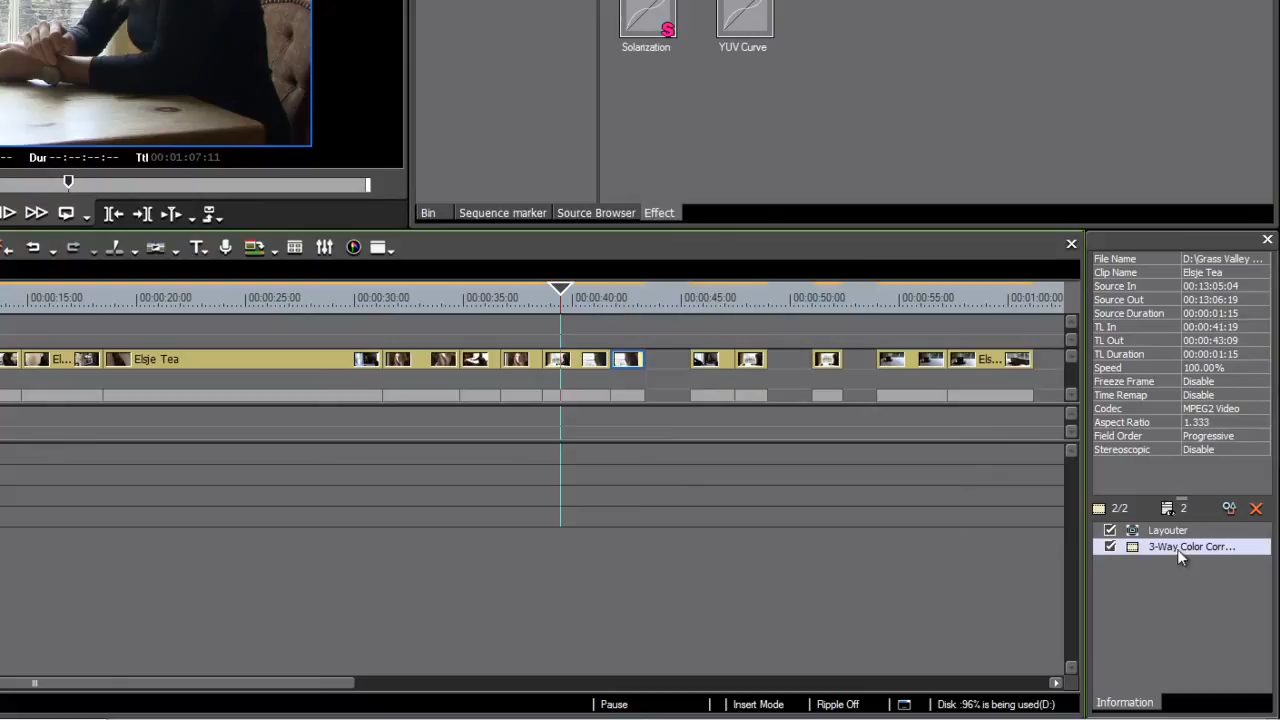 Solarization
S
YUV Curve
-- Dur --:--:--:-- Ttl 00:01:07:11
Bin Sequence marker Source Browser Effect
File Name D:\Grass Valley ...
Clip Name Elsje Tea
Source In 00:13:05:04
Source Out 00:13:06:19
Source Duration 00:00:01:15
TL In 00:00:41:19
TL Out 00:00:43:09
TL Duration 00:00:01:15
Speed 100.00%
Freeze Frame Disable
Time Remap Disable
Codec MPEG2 Video
Aspect Ratio 1.333
Field Order Progressive
Stereoscopic Disable
00:00:15:00 00:00:20:00 00:00:25:00 00:00:30:00 00:00:35:00 00:00:40:00 00:00:45:00 00:00:50:00 00:00:55:00 00:01:00:00
El... Elsje Tea Els...
2/2 2
Layouter
3-Way Color Corr...
Information
Pause Insert Mode Ripple Off Disk :96% is being used(D:)